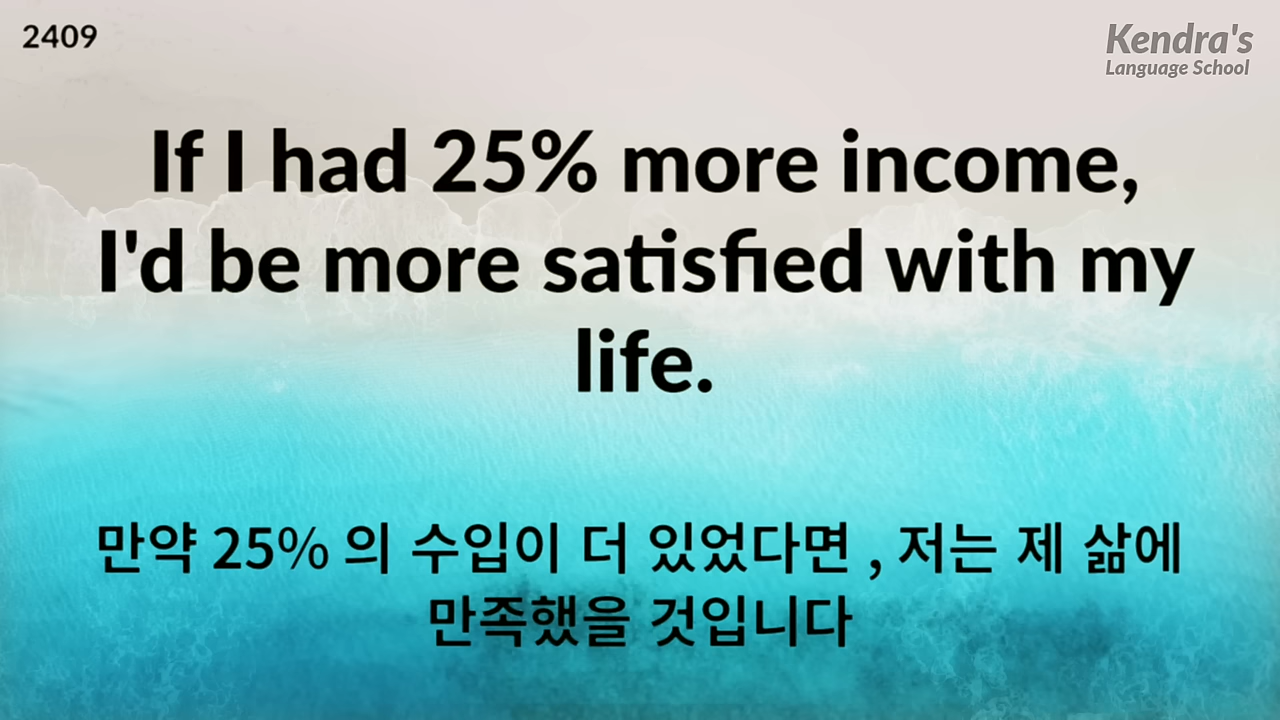 2409
Kendra's
Language School
If I had 25% more income,
I'd be more satisfied with my
life.
만약 25% 의 수입이 더 있었다면 , 저는 제 삶에
만족했을 것입니다